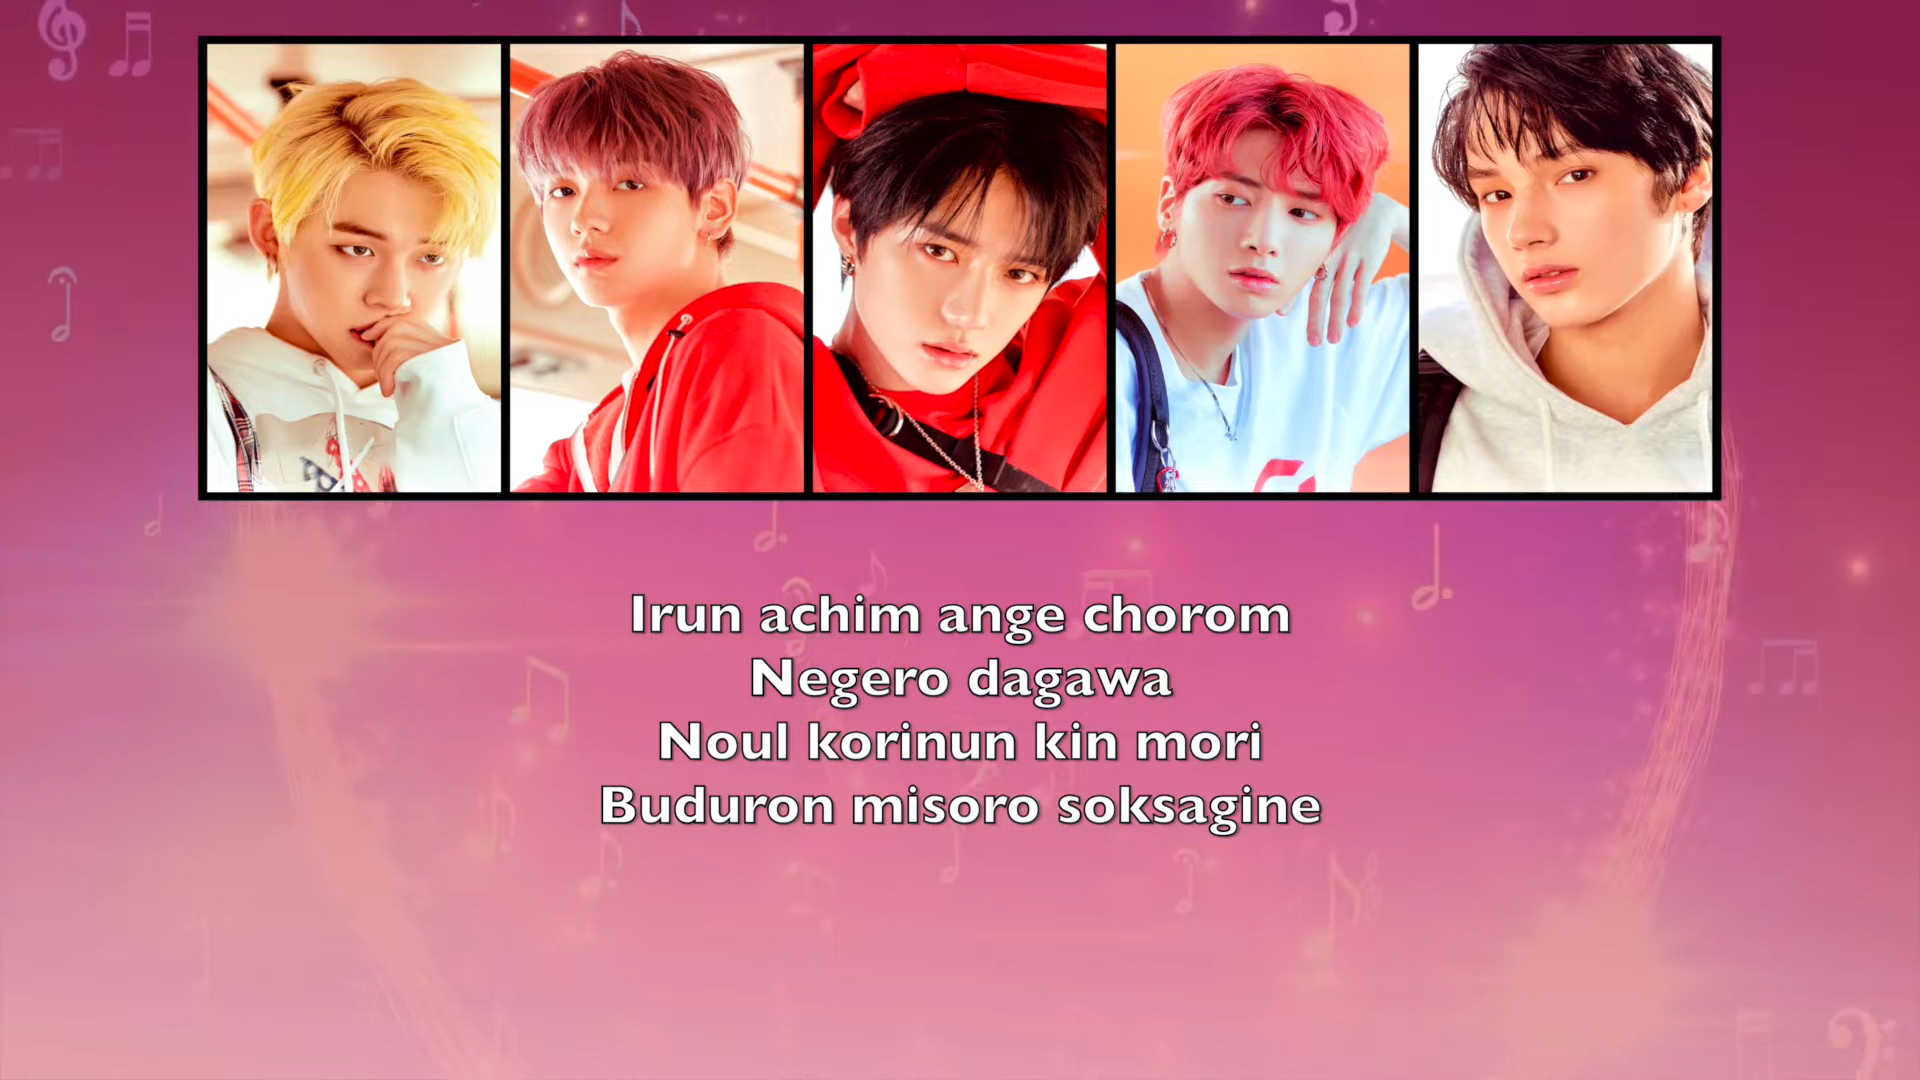 Irun achim ange chorom
Negero dagawa
Noul korinun kin mori
Buduron misoro soksagine